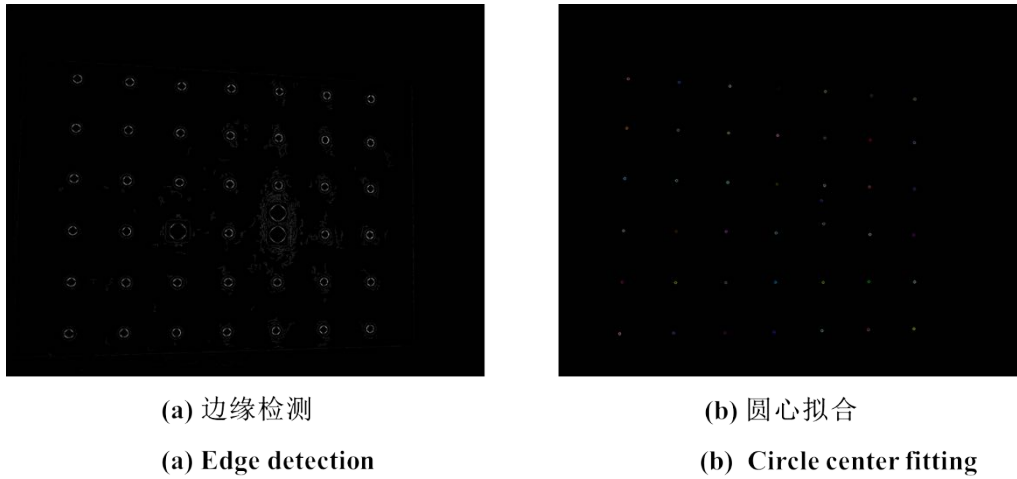 (a) 边缘检测
(b) 圆心拟合
(a) Edge detection
(b) Circle center fitting